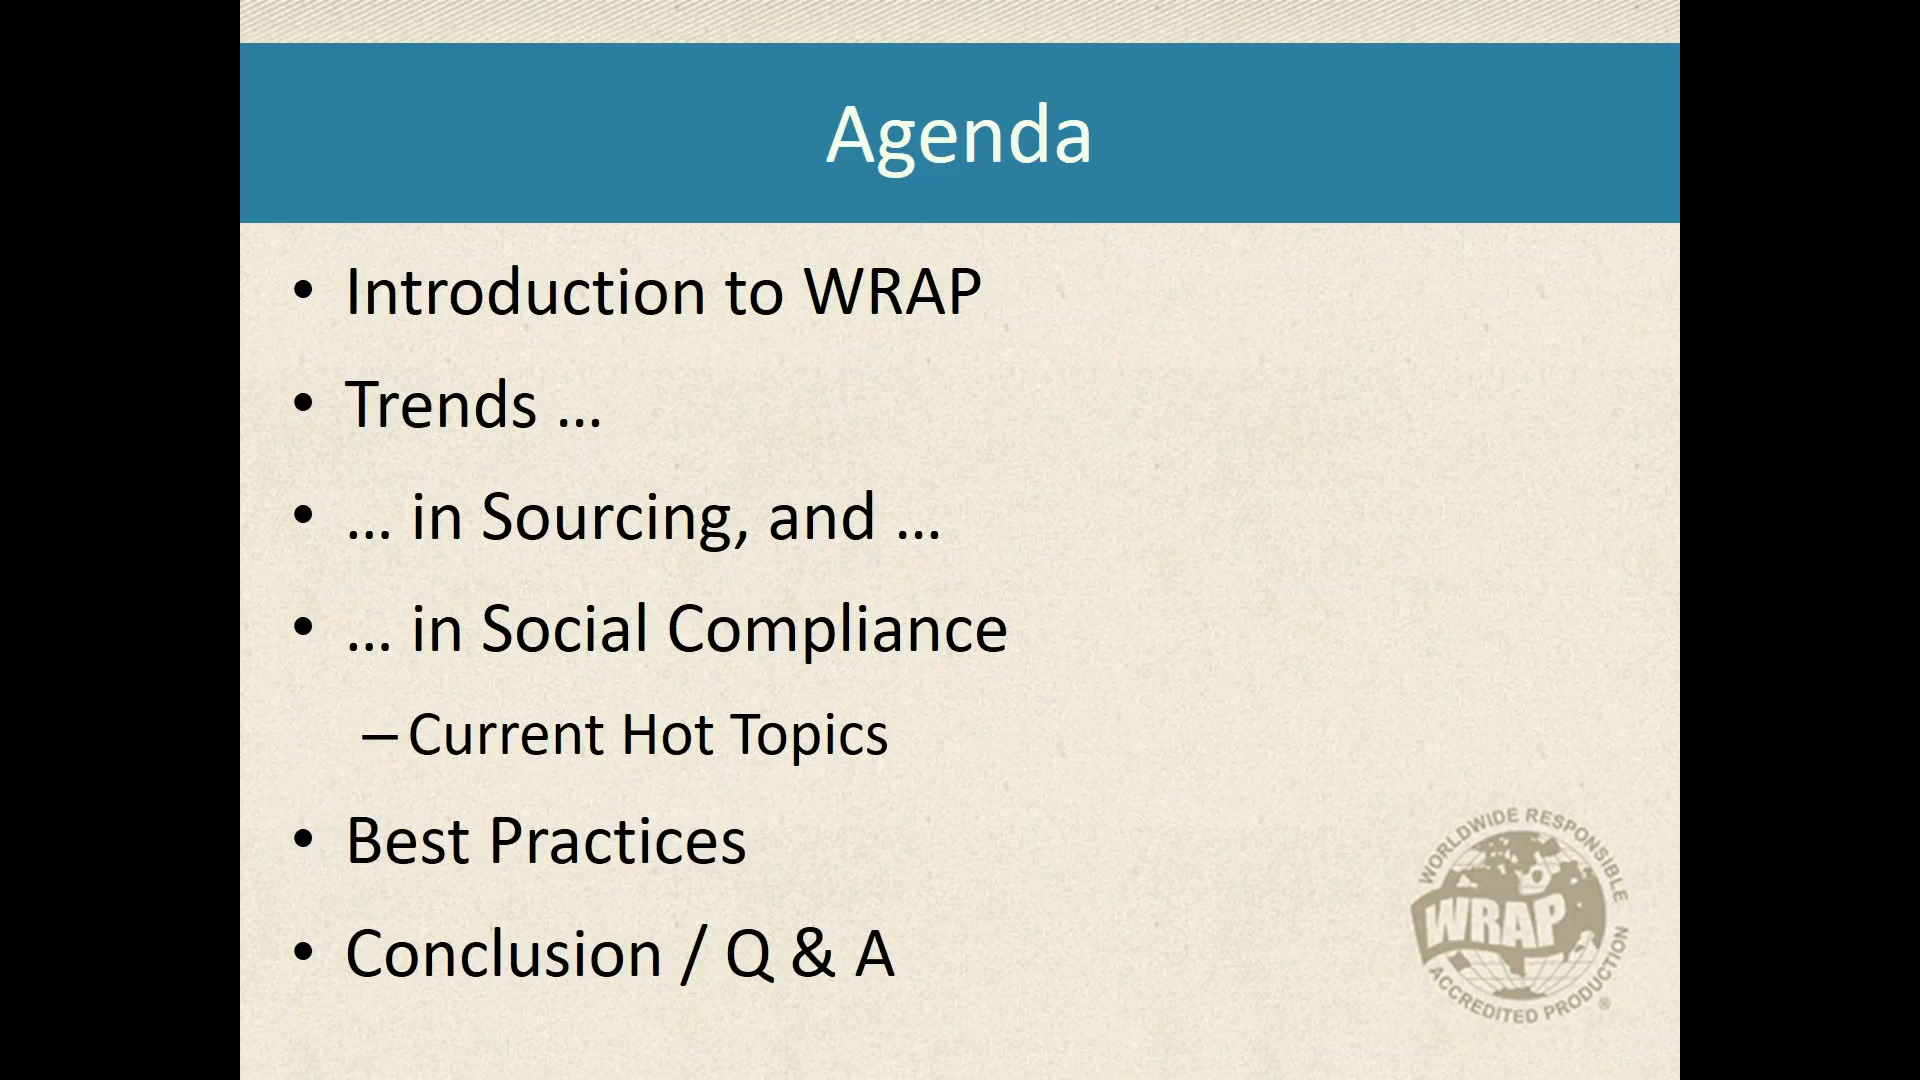 Agenda
• Introduction to WRAP
• Trends …
• … in Sourcing, and …
• … in Social Compliance
– Current Hot Topics
• Best Practices
• Conclusion / Q & A
WORLDWIDE RESPONSIBLE
WRAP
ACCREDITED PRODUCTION
®